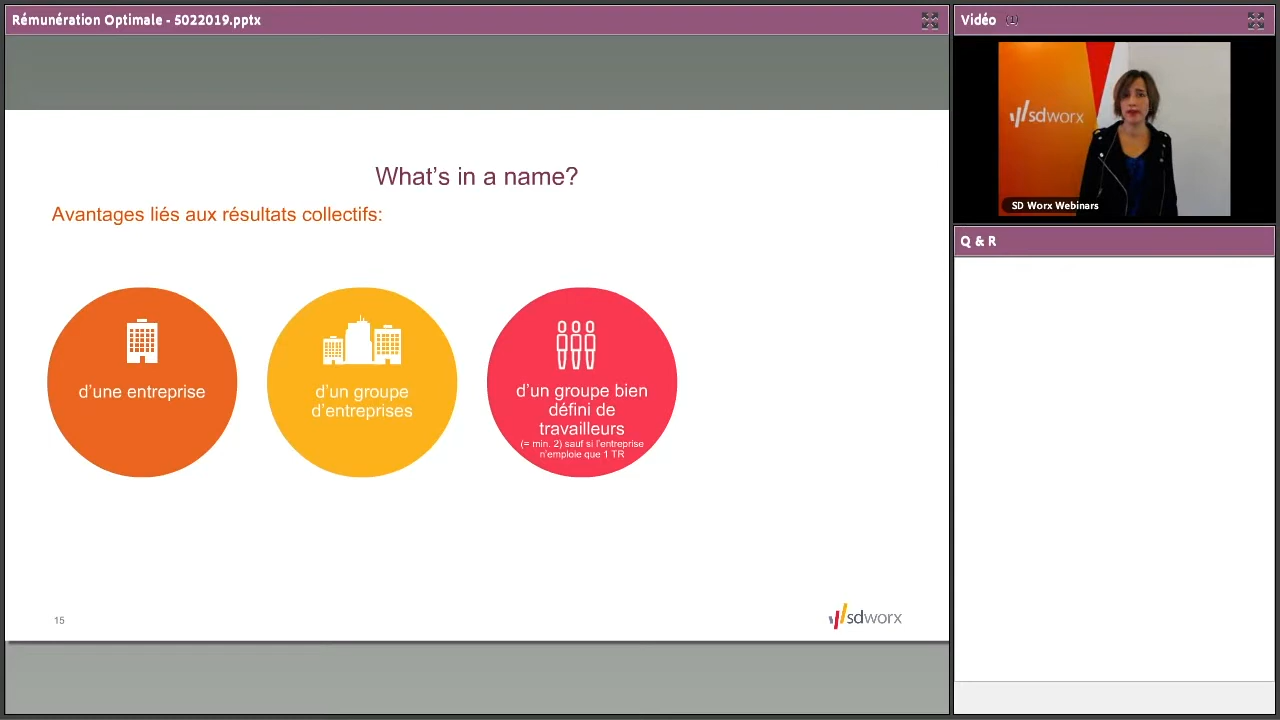 Rémunération Optimale - 5022019.pptx
Vidéo (1)
sdworx
SD Worx Webinars
Q & R
What's in a name?
Avantages liés aux résultats collectifs:
d'une entreprise
d'un groupe
d'entreprises
d'un groupe bien
défini de
travailleurs
(= min. 2) sauf si l'entreprise
n'emploie que 1 TR
15
sdworx